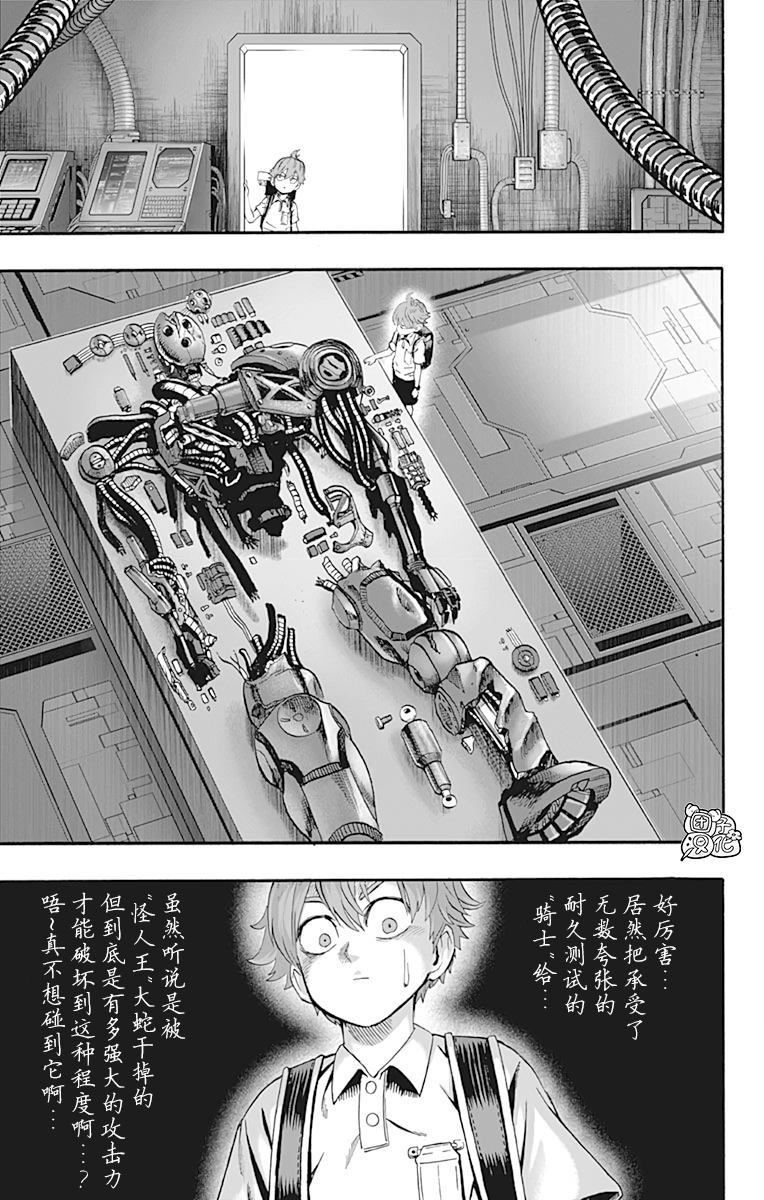 好厉害…
居然把承受了
无数夸张的
耐久测试的
“骑士”给…
虽然听说是被
“怪人王”大蛇干掉的
但到底是有多强大的攻击力
才能破坏到这种程度啊…?
唔~真不想碰到它啊…